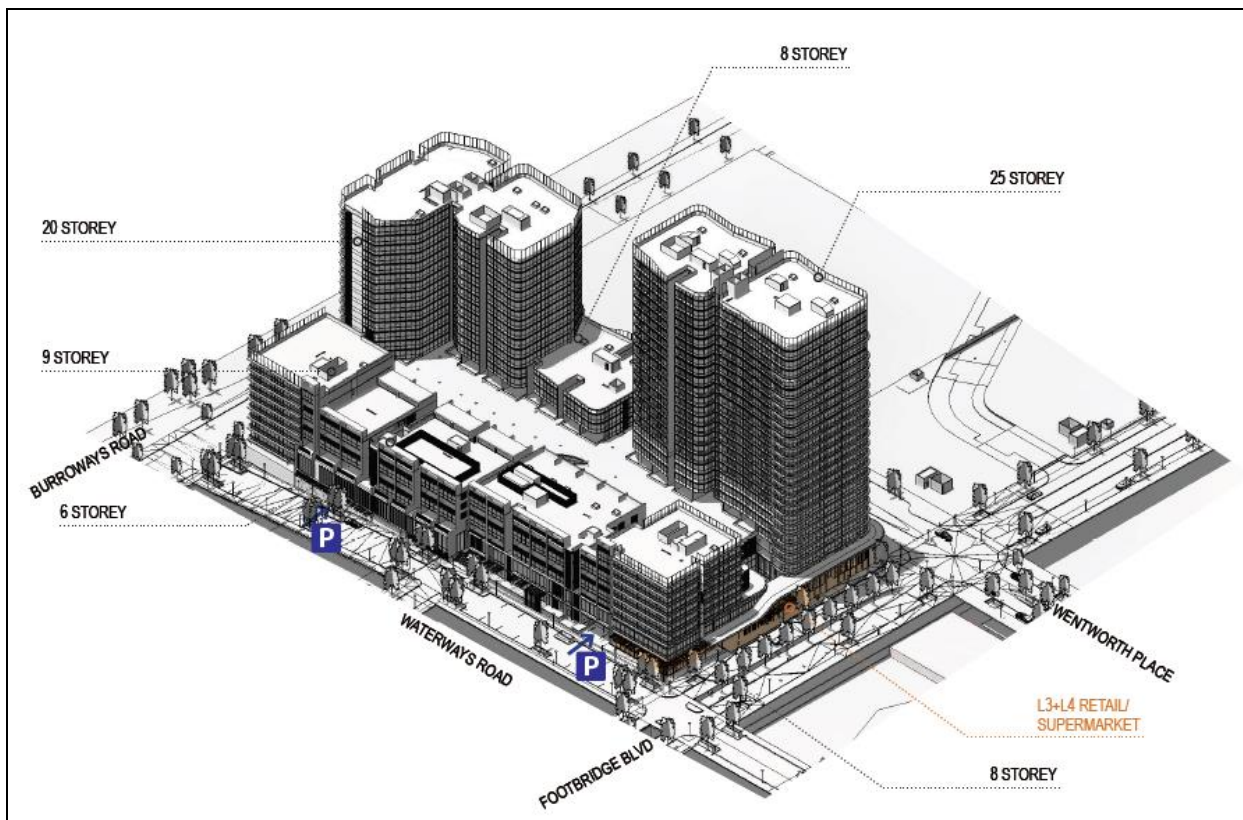 8 STOREY
25 STOREY
20 STOREY
9 STOREY
BURROWAYS ROAD
6 STOREY
P
WATERWAYS ROAD
P
WENTWORTH PLACE
L3+L4 RETAIL/
SUPERMARKET
FOOTBRIDGE BLVD
8 STOREY